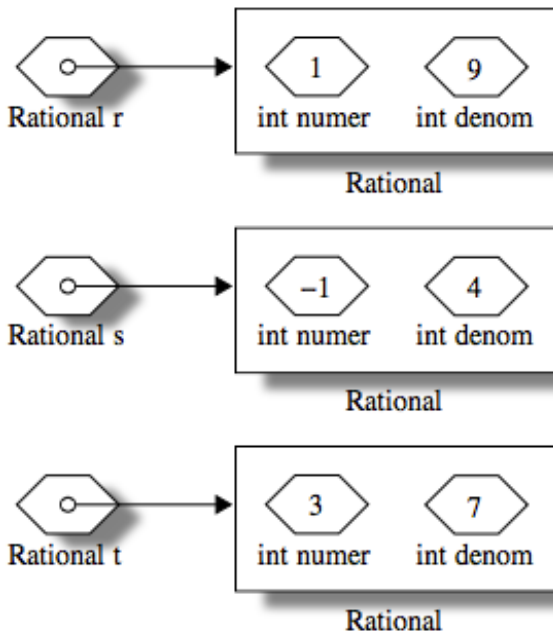 1 9
Rational r int numer int denom
Rational
−1 4
Rational s int numer int denom
Rational
3 7
Rational t int numer int denom
Rational